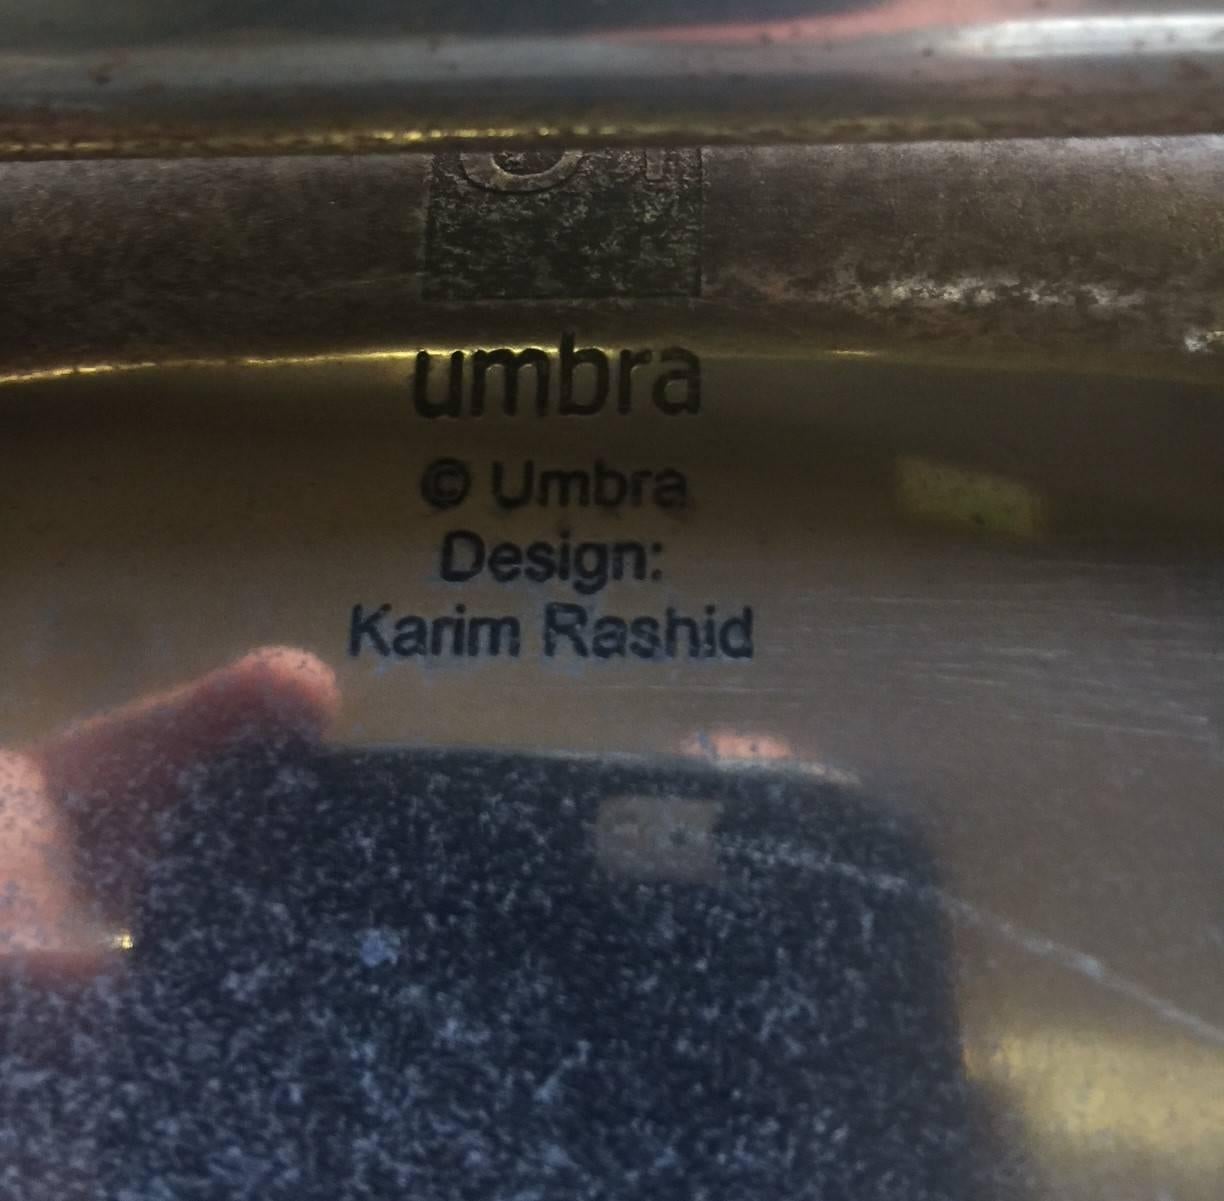 umbra
© Umbra
Design:
Karim Rashid